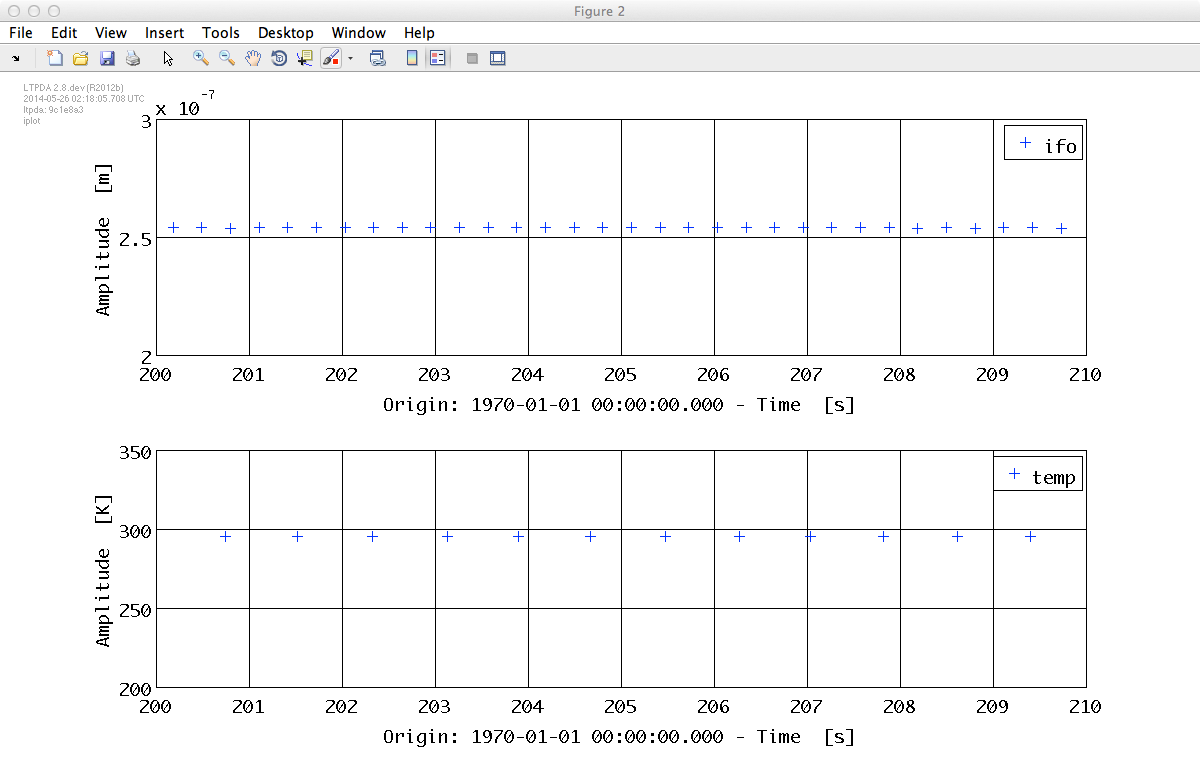 Figure 2
File Edit View Insert Tools Desktop Window Help
LTPDA 2.8.dev (R2012b)
2014-05-26 02:18:05.708 UTC
ltpda: 9c1e8a3
iplot
x 10^-7
3
2.5
2
Amplitude [m]
ifo
200 201 202 203 204 205 206 207 208 209 210
Origin: 1970-01-01 00:00:00.000 - Time [s]
350
300
250
200
Amplitude [K]
temp
200 201 202 203 204 205 206 207 208 209 210
Origin: 1970-01-01 00:00:00.000 - Time [s]